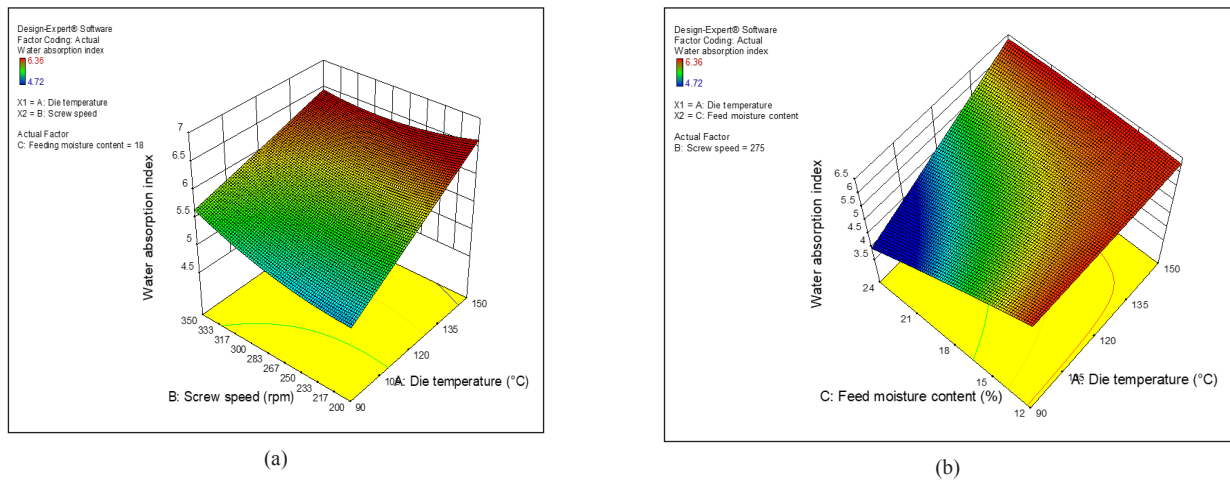 Design-Expert® Software
Factor Coding: Actual
Water absorption index
6.36
4.72
X1 = A: Die temperature
X2 = B: Screw speed
Actual Factor
C: Feeding moisture content = 18
7
6.5
6
5.5
5
4.5
Water absorption index
350
333
317
300
283
267
250
233
217
200
B: Screw speed (rpm)
90
105
120
135
150
A: Die temperature (°C)
(a)
Design-Expert® Software
Factor Coding: Actual
Water absorption index
6.36
4.72
X1 = A: Die temperature
X2 = C: Feed moisture content
Actual Factor
B: Screw speed = 275
6.5
6
5.5
5
4.5
4
3.5
Water absorption index
24
21
18
15
12
C: Feed moisture content (%)
90
105
120
135
150
A: Die temperature (°C)
(b)